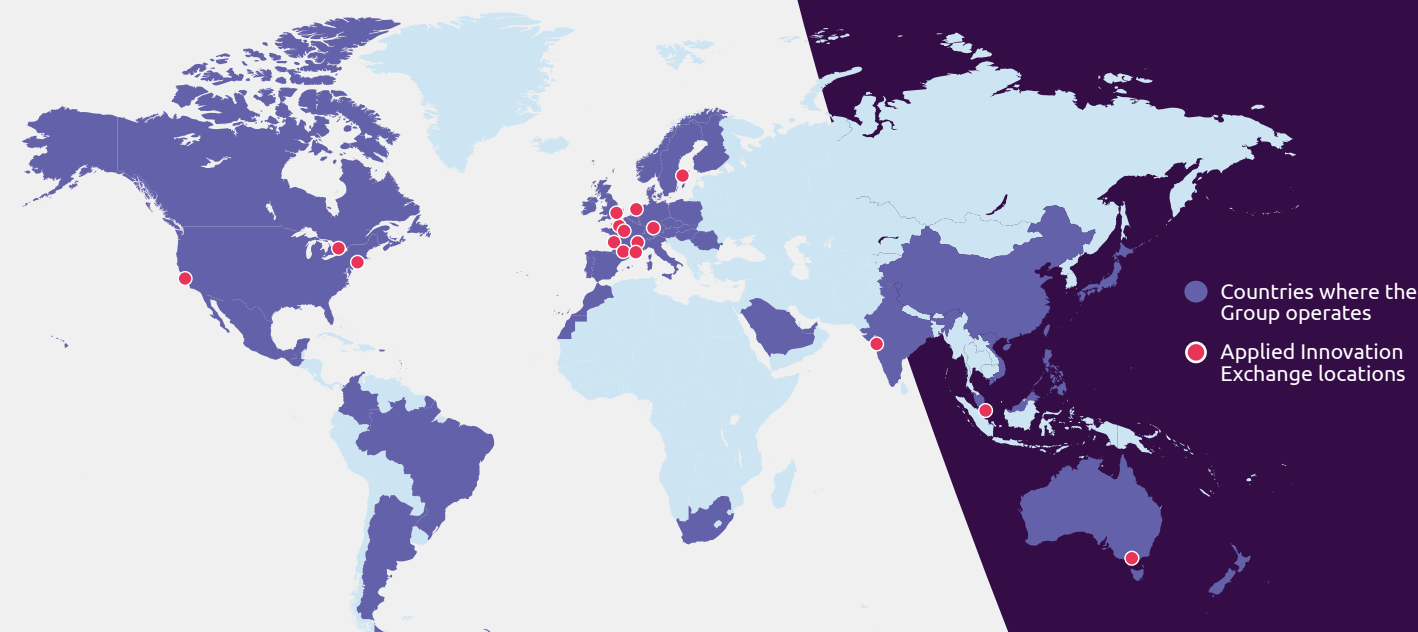 Countries where the
Group operates
Applied Innovation
Exchange locations